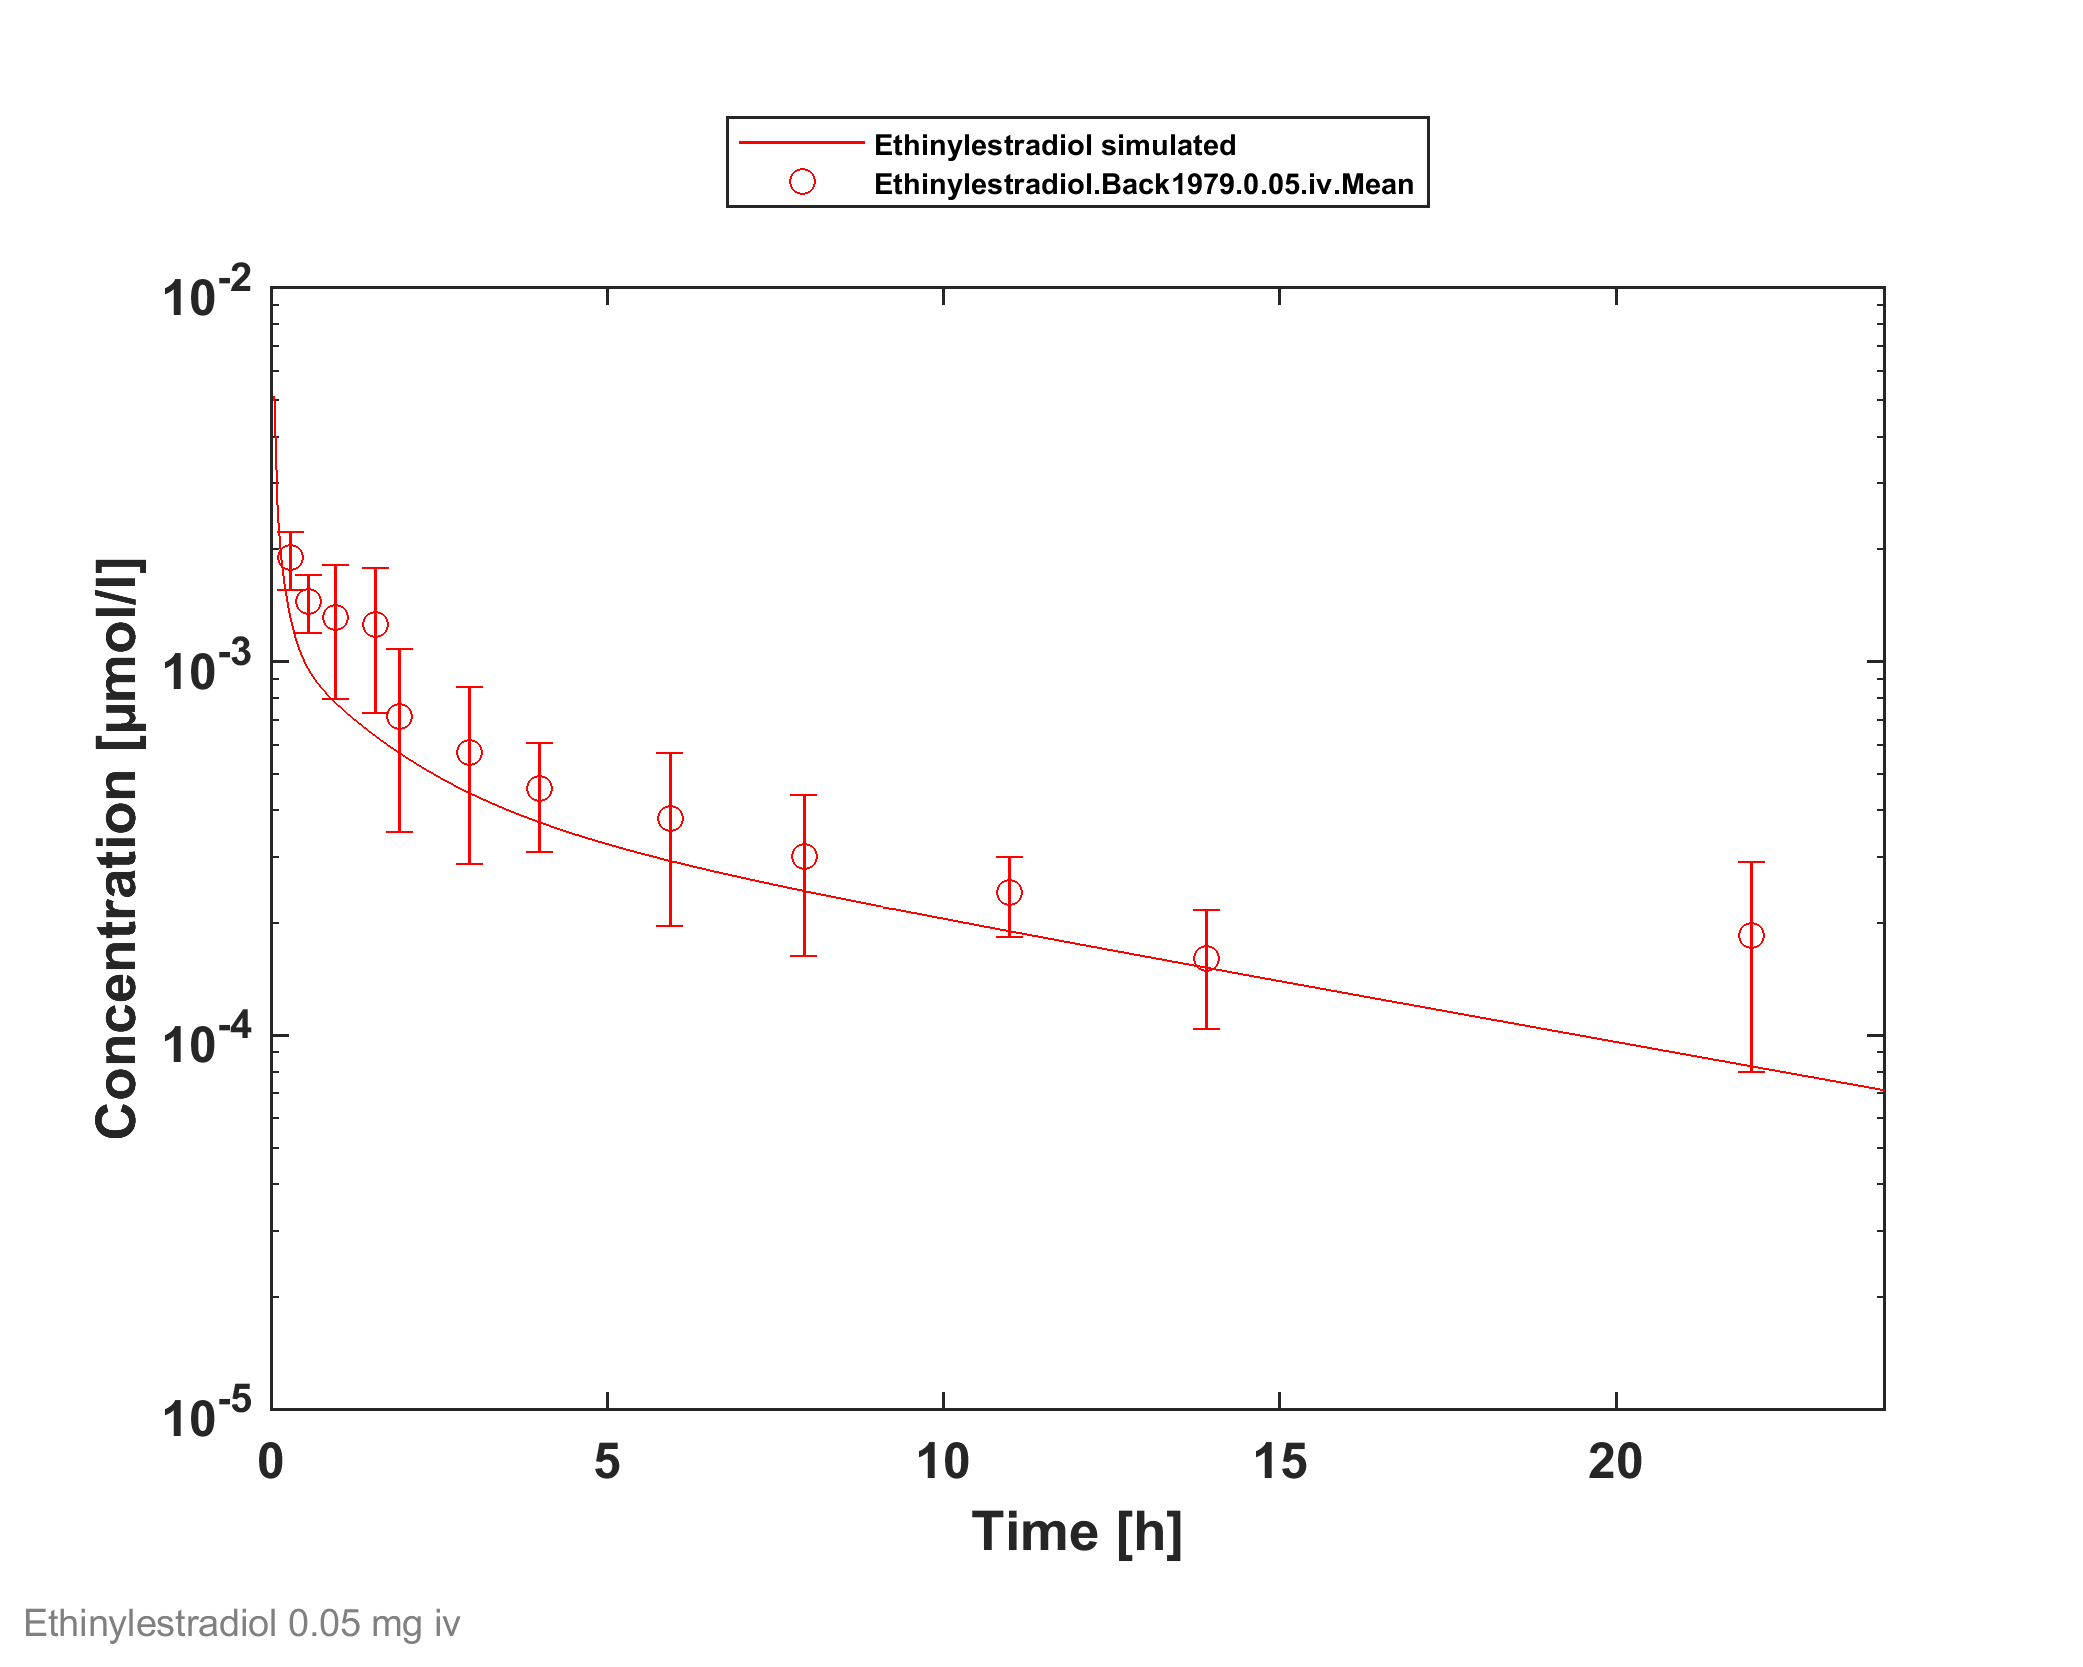 Ethinylestradiol simulated
Ethinylestradiol.Back1979.0.05.iv.Mean
10-2
10-3
10-4
10-5
Concentration [µmol/l]
0 5 10 15 20
Time [h]
Ethinylestradiol 0.05 mg iv